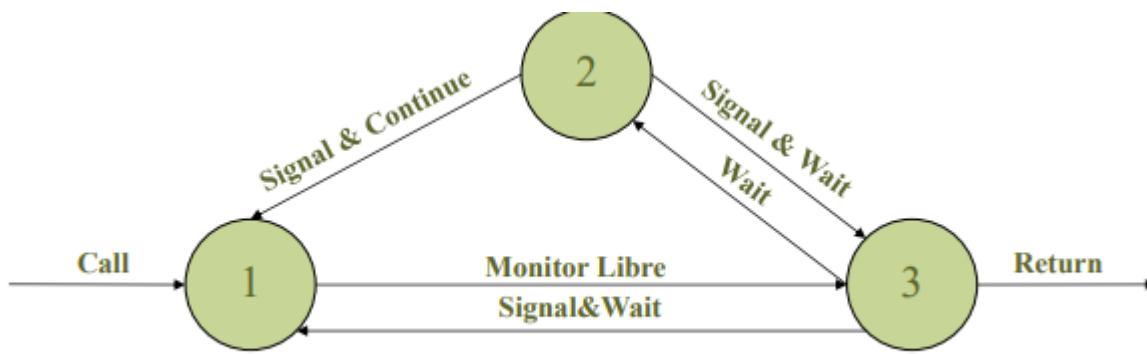 2
Signal & Continue
Signal & Wait
Wait
Call
1
Monitor Libre
Signal&Wait
3
Return